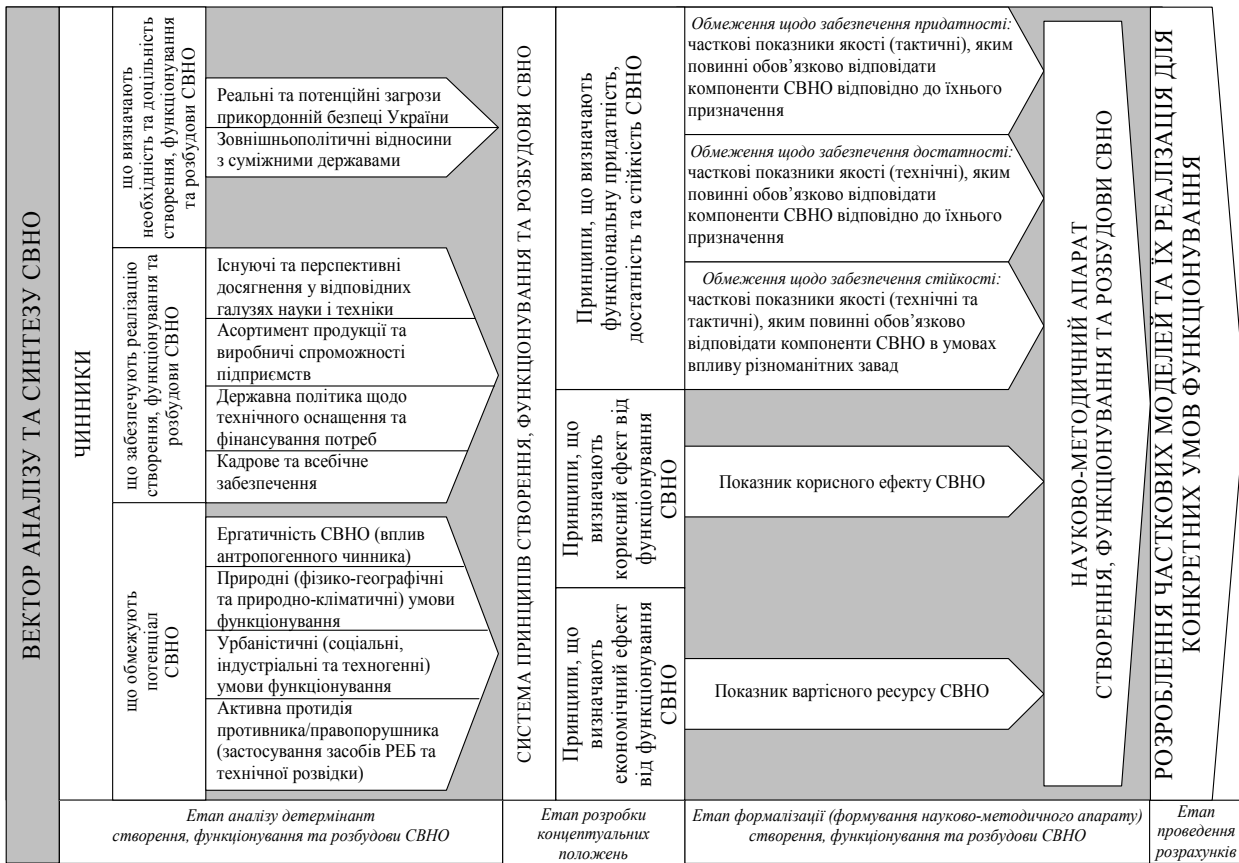 ВЕКТОР АНАЛІЗУ ТА СИНТЕЗУ СВНО
ЧИННИКИ
що визначають
необхідність та доцільність
створення, функціонування
та розбудови СВНО
Реальні та потенційні загрози
прикордонній безпеці України
Зовнішньополітичні відносини
з суміжними державами
що забезпечують реалізацію
створення, функціонування та
розбудови СВНО
Існуючі та перспективні
досягнення у відповідних
галузях науки і техніки
Асортимент продукції та
виробничі спроможності
підприємств
Державна політика щодо
технічного оснащення та
фінансування потреб
Кадрове та всебічне
забезпечення
що обмежують
потенціал
СВНО
Ергатичність СВНО (вплив
антропогенного чинника)
Природні (фізико-географічні
та природно-кліматичні) умови
функціонування
Урбаністичні (соціальні,
індустріальні та техногенні)
умови функціонування
Активна протидія
противника/правопорушника
(застосування засобів РЕБ та
технічної розвідки)
СИСТЕМА ПРИНЦИПІВ СТВОРЕННЯ, ФУНКЦІОНУВАННЯ ТА РОЗБУДОВИ СВНО
Принципи, що визначають
функціональну придатність,
достатність та стійкість СВНО
Обмеження щодо забезпечення придатності:
часткові показники якості (тактичні), яким
повинні обов’язково відповідати
компоненти СВНО відповідно до їхнього
призначення
Обмеження щодо забезпечення достатності:
часткові показники якості (технічні), яким
повинні обов’язково відповідати
компоненти СВНО відповідно до їхнього
призначення
Обмеження щодо забезпечення стійкості:
часткові показники якості (технічні та
тактичні), яким повинні обов’язково
відповідати компоненти СВНО в умовах
впливу різноманітних завад
Принципи, що
визначають
корисний ефект від
функціонування
СВНО
Показник корисного ефекту СВНО
Принципи, що
визначають
економічний ефект
від функціонування
СВНО
Показник вартісного ресурсу СВНО
НАУКОВО-МЕТОДИЧНИЙ АПАРАТ
СТВОРЕННЯ, ФУНКЦІОНУВАННЯ ТА РОЗБУДОВИ СВНО
РОЗРОБЛЕННЯ ЧАСТКОВИХ МОДЕЛЕЙ ТА ЇХ РЕАЛІЗАЦІЯ ДЛЯ
КОНКРЕТНИХ УМОВ ФУНКЦІОНУВАННЯ
Етап аналізу детермінант
створення, функціонування та розбудови СВНО
Етап розробки
концептуальних
положень
Етап формалізації (формування науково-методичного апарату)
створення, функціонування та розбудови СВНО
Етап
проведення
розрахунків